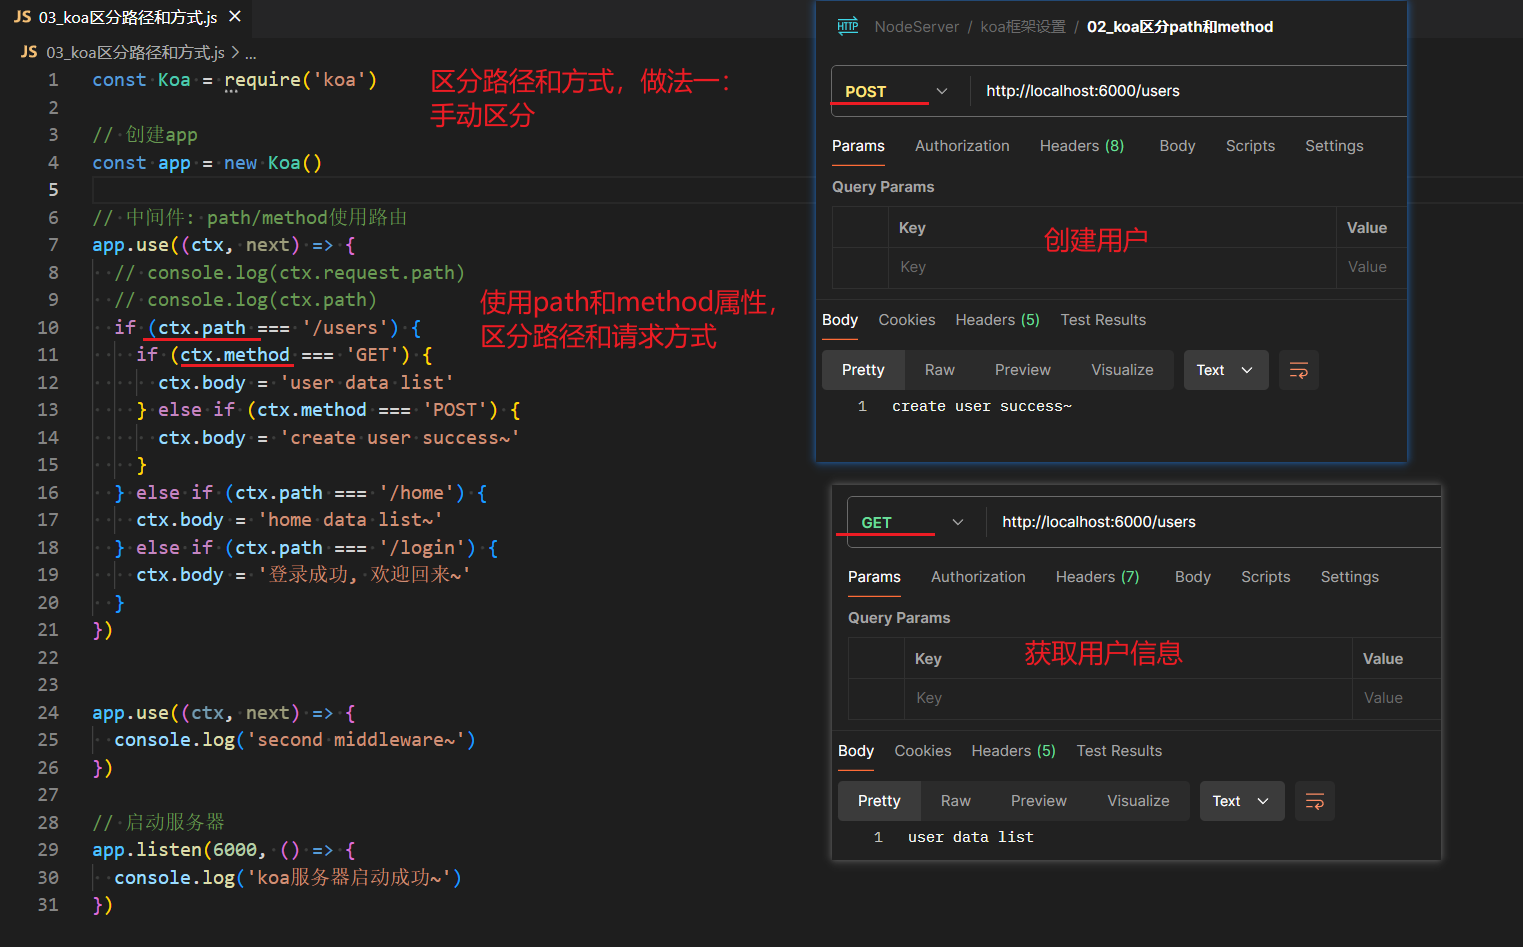 JS 03_koa区分路径和方式.js ×
JS 03_koa区分路径和方式.js > ...
1 const Koa = require('koa')
2
3 // 创建app
4 const app = new Koa()
5
6 // 中间件: path/method使用路由
7 app.use((ctx, next) => {
8 // console.log(ctx.request.path)
9 // console.log(ctx.path)
10 if (ctx.path === '/users') {
11 if (ctx.method === 'GET') {
12 ctx.body = 'user data list'
13 } else if (ctx.method === 'POST') {
14 ctx.body = 'create user success~'
15 }
16 } else if (ctx.path === '/home') {
17 ctx.body = 'home data list~'
18 } else if (ctx.path === '/login') {
19 ctx.body = '登录成功, 欢迎回来~'
20 }
21 })
22
23
24 app.use((ctx, next) => {
25 console.log('second middleware~')
26 })
27
28 // 启动服务器
29 app.listen(6000, () => {
30 console.log('koa服务器启动成功~')
31 })
区分路径和方式，做法一：
手动区分
使用path和method属性，
区分路径和请求方式
HTTP NodeServer / koa框架设置 / 02_koa区分path和method
POST http://localhost:6000/users
Params Authorization Headers (8) Body Scripts Settings
Query Params
Key Value
创建用户
Key Value
Body Cookies Headers (5) Test Results
Pretty Raw Preview Visualize Text
1 create user success~
GET http://localhost:6000/users
Params Authorization Headers (7) Body Scripts Settings
Query Params
Key Value
获取用户信息
Key Value
Body Cookies Headers (5) Test Results
Pretty Raw Preview Visualize Text
1 user data list